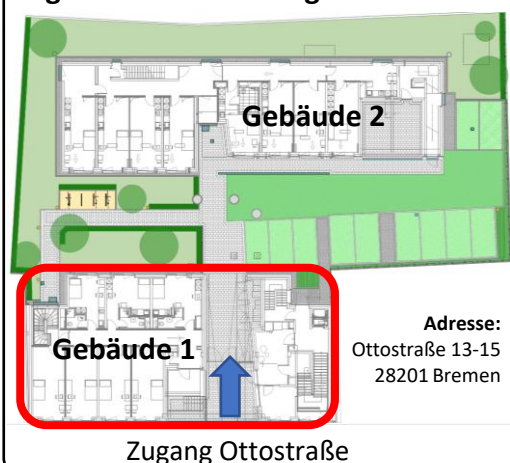 Gebäude 2
Gebäude 1
Adresse:
Ottostraße 13-15
28201 Bremen
Zugang Ottostraße